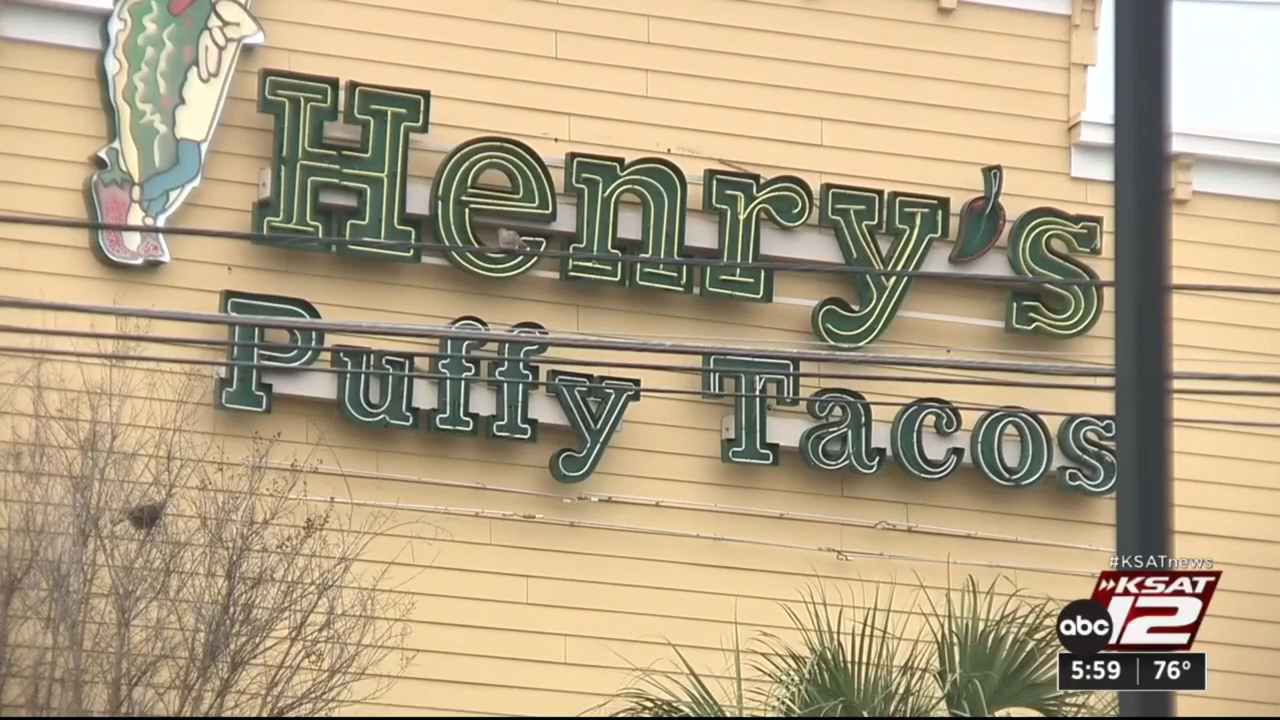 Henry's
Puffy Tacos
#KSATnews
KSAT
abc 12
5:59 76°